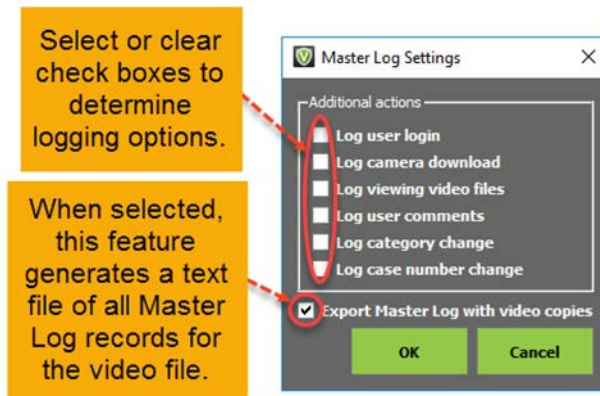 Select or clear
check boxes to
determine
logging options.
When selected,
this feature
generates a text
file of all Master
Log records for
the video file.
Master Log Settings
Additional actions
Log user login
Log camera download
Log viewing video files
Log user comments
Log category change
Log case number change
Export Master Log with video copies
OK
Cancel